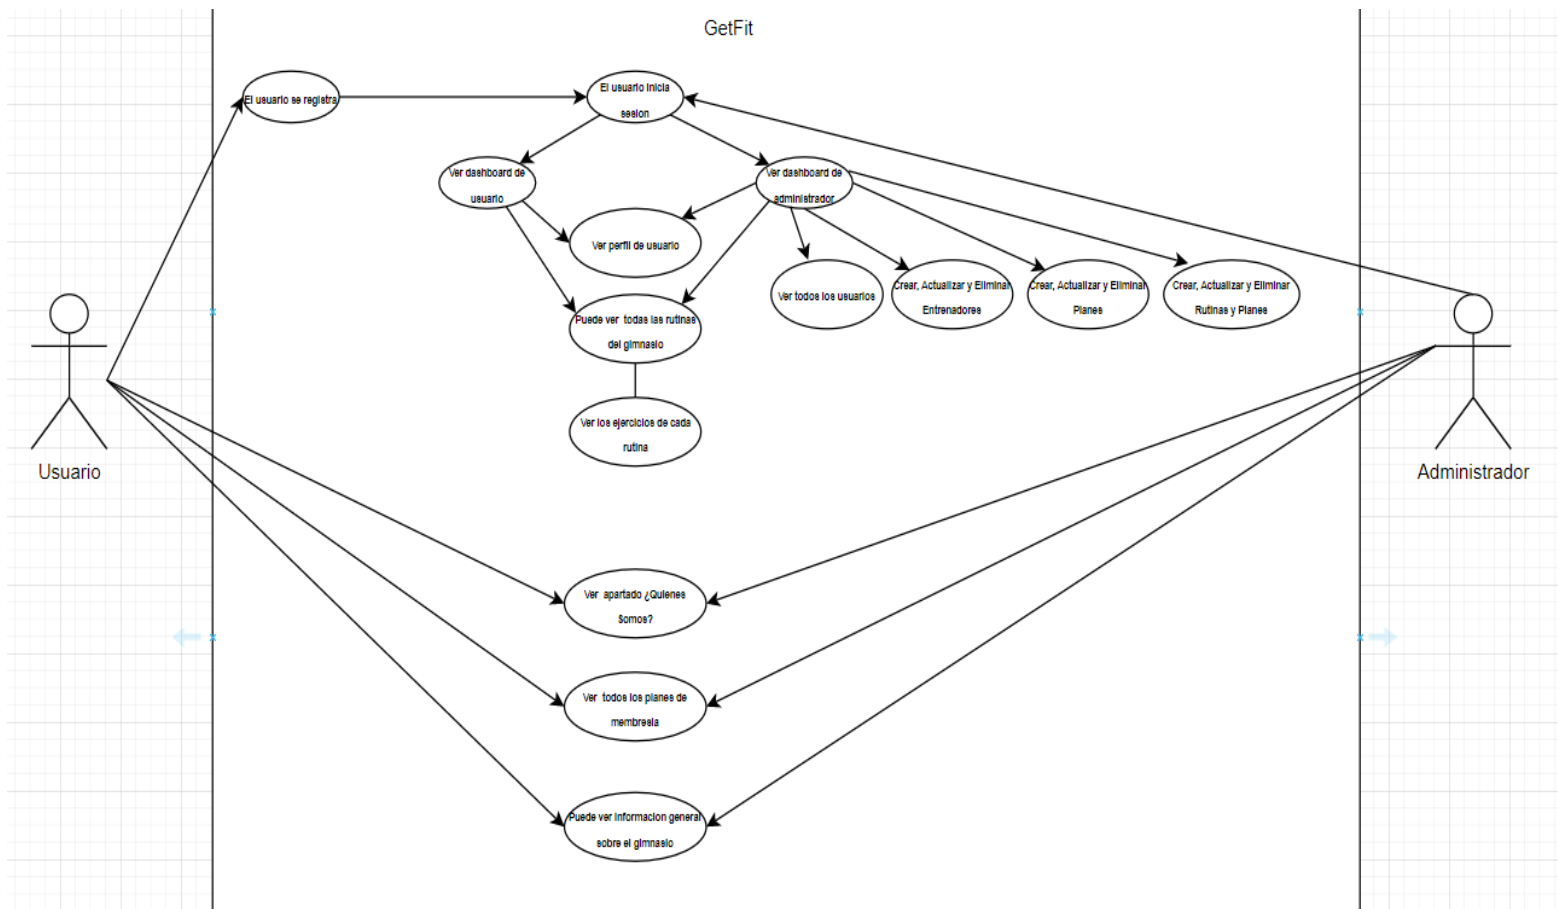 GetFit
El usuario se registra
El usuario inicia
sesion
Ver dashboard de
usuario
Ver dashboard de
administrador
Ver perfil de usuario
Ver todos los usuarios
Crear, Actualizar y Eliminar
Entrenadores
Crear, Actualizar y Eliminar
Planes
Crear, Actualizar y Eliminar
Rutinas y Planes
Puede ver todas las rutinas
del gimnasio
Ver los ejercicios de cada
rutina
Usuario
Administrador
Ver apartado ¿Quienes
Somos?
Ver todos los planes de
membresia
Puede ver informacion general
sobre el gimnasio